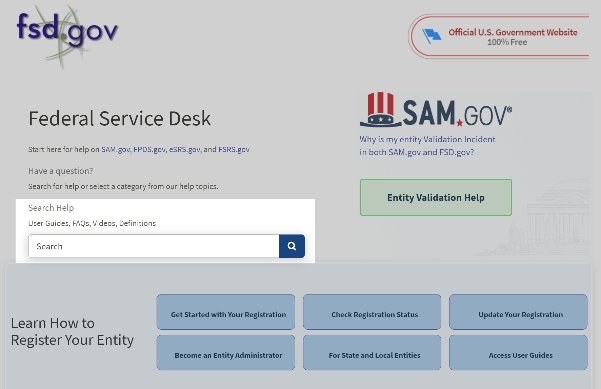 fsd.gov
Official U.S. Government Website
100% Free
Federal Service Desk
SAM.GOV®
Start here for help on SAM.gov, FPDS.gov, eSRS.gov, and FSRS.gov
Why is my entity Validation Incident
in both SAM.gov and FSD.gov?
Have a question?
Search for help or select a category from our help topics.
Entity Validation Help
Search Help
User Guides, FAQs, Videos, Definitions
Search
Learn How to
Register Your Entity
Get Started with Your Registration
Check Registration Status
Update Your Registration
Become an Entity Administrator
For State and Local Entities
Access User Guides